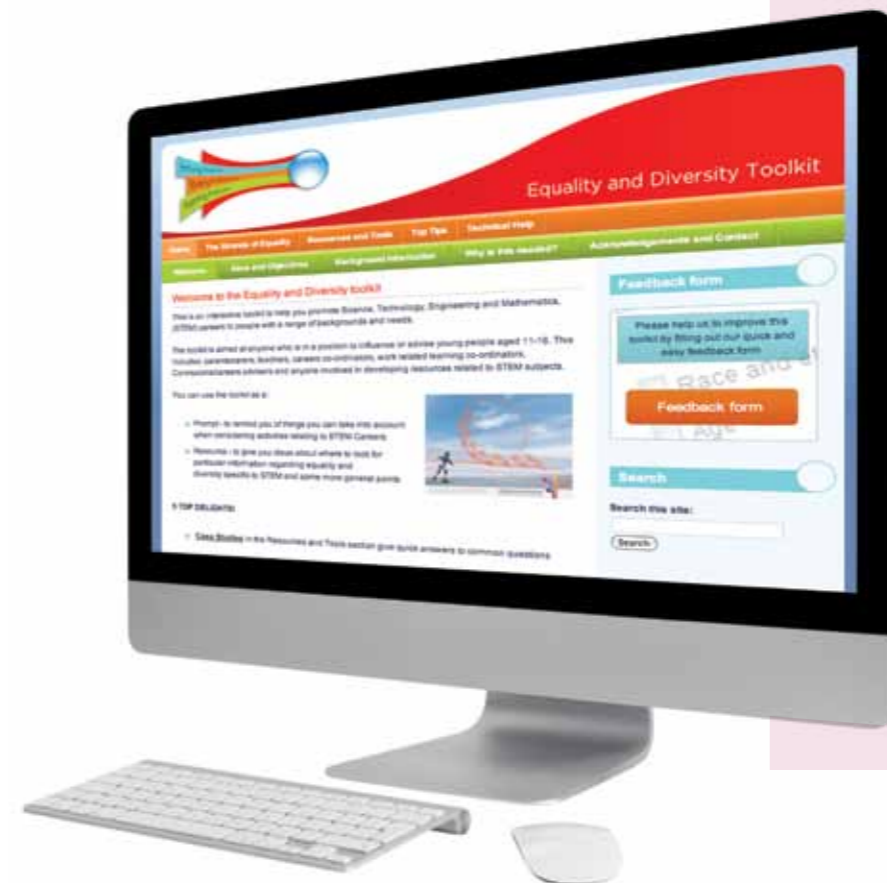 Equality and Diversity Toolkit
Home The Strands of Equality Resources and Tools Top Tips Technical Help
Welcome Aims and Objectives Background Information Why is this needed? Acknowledgements and Contact
Welcome to the Equality and Diversity toolkit
This is an interactive toolkit to help you promote Science, Technology, Engineering and Mathematics,
(STEM) careers to people with a range of backgrounds and needs.
The toolkit is aimed at anyone who is in a position to influence or advise young people aged 11-16. This
includes parents/carers, teachers, careers co-ordinators, work related learning co-ordinators,
Connexions/careers advisers and anyone involved in developing resources related to STEM subjects.
You can use the toolkit as a:
Prompt - to remind you of things you can take into account
when considering activities relating to STEM Careers
Resource - to give you ideas about where to look for
particular information regarding equality and
diversity specific to STEM and some more general points
5 TOP DELIGHTS!
Case Studies in the Resources and Tools section give quick answers to common questions
Feedback form
Please help us to improve this
toolkit by filling out our quick and
easy feedback form
Race and
Feedback form
Age
Search
Search this site:
Search